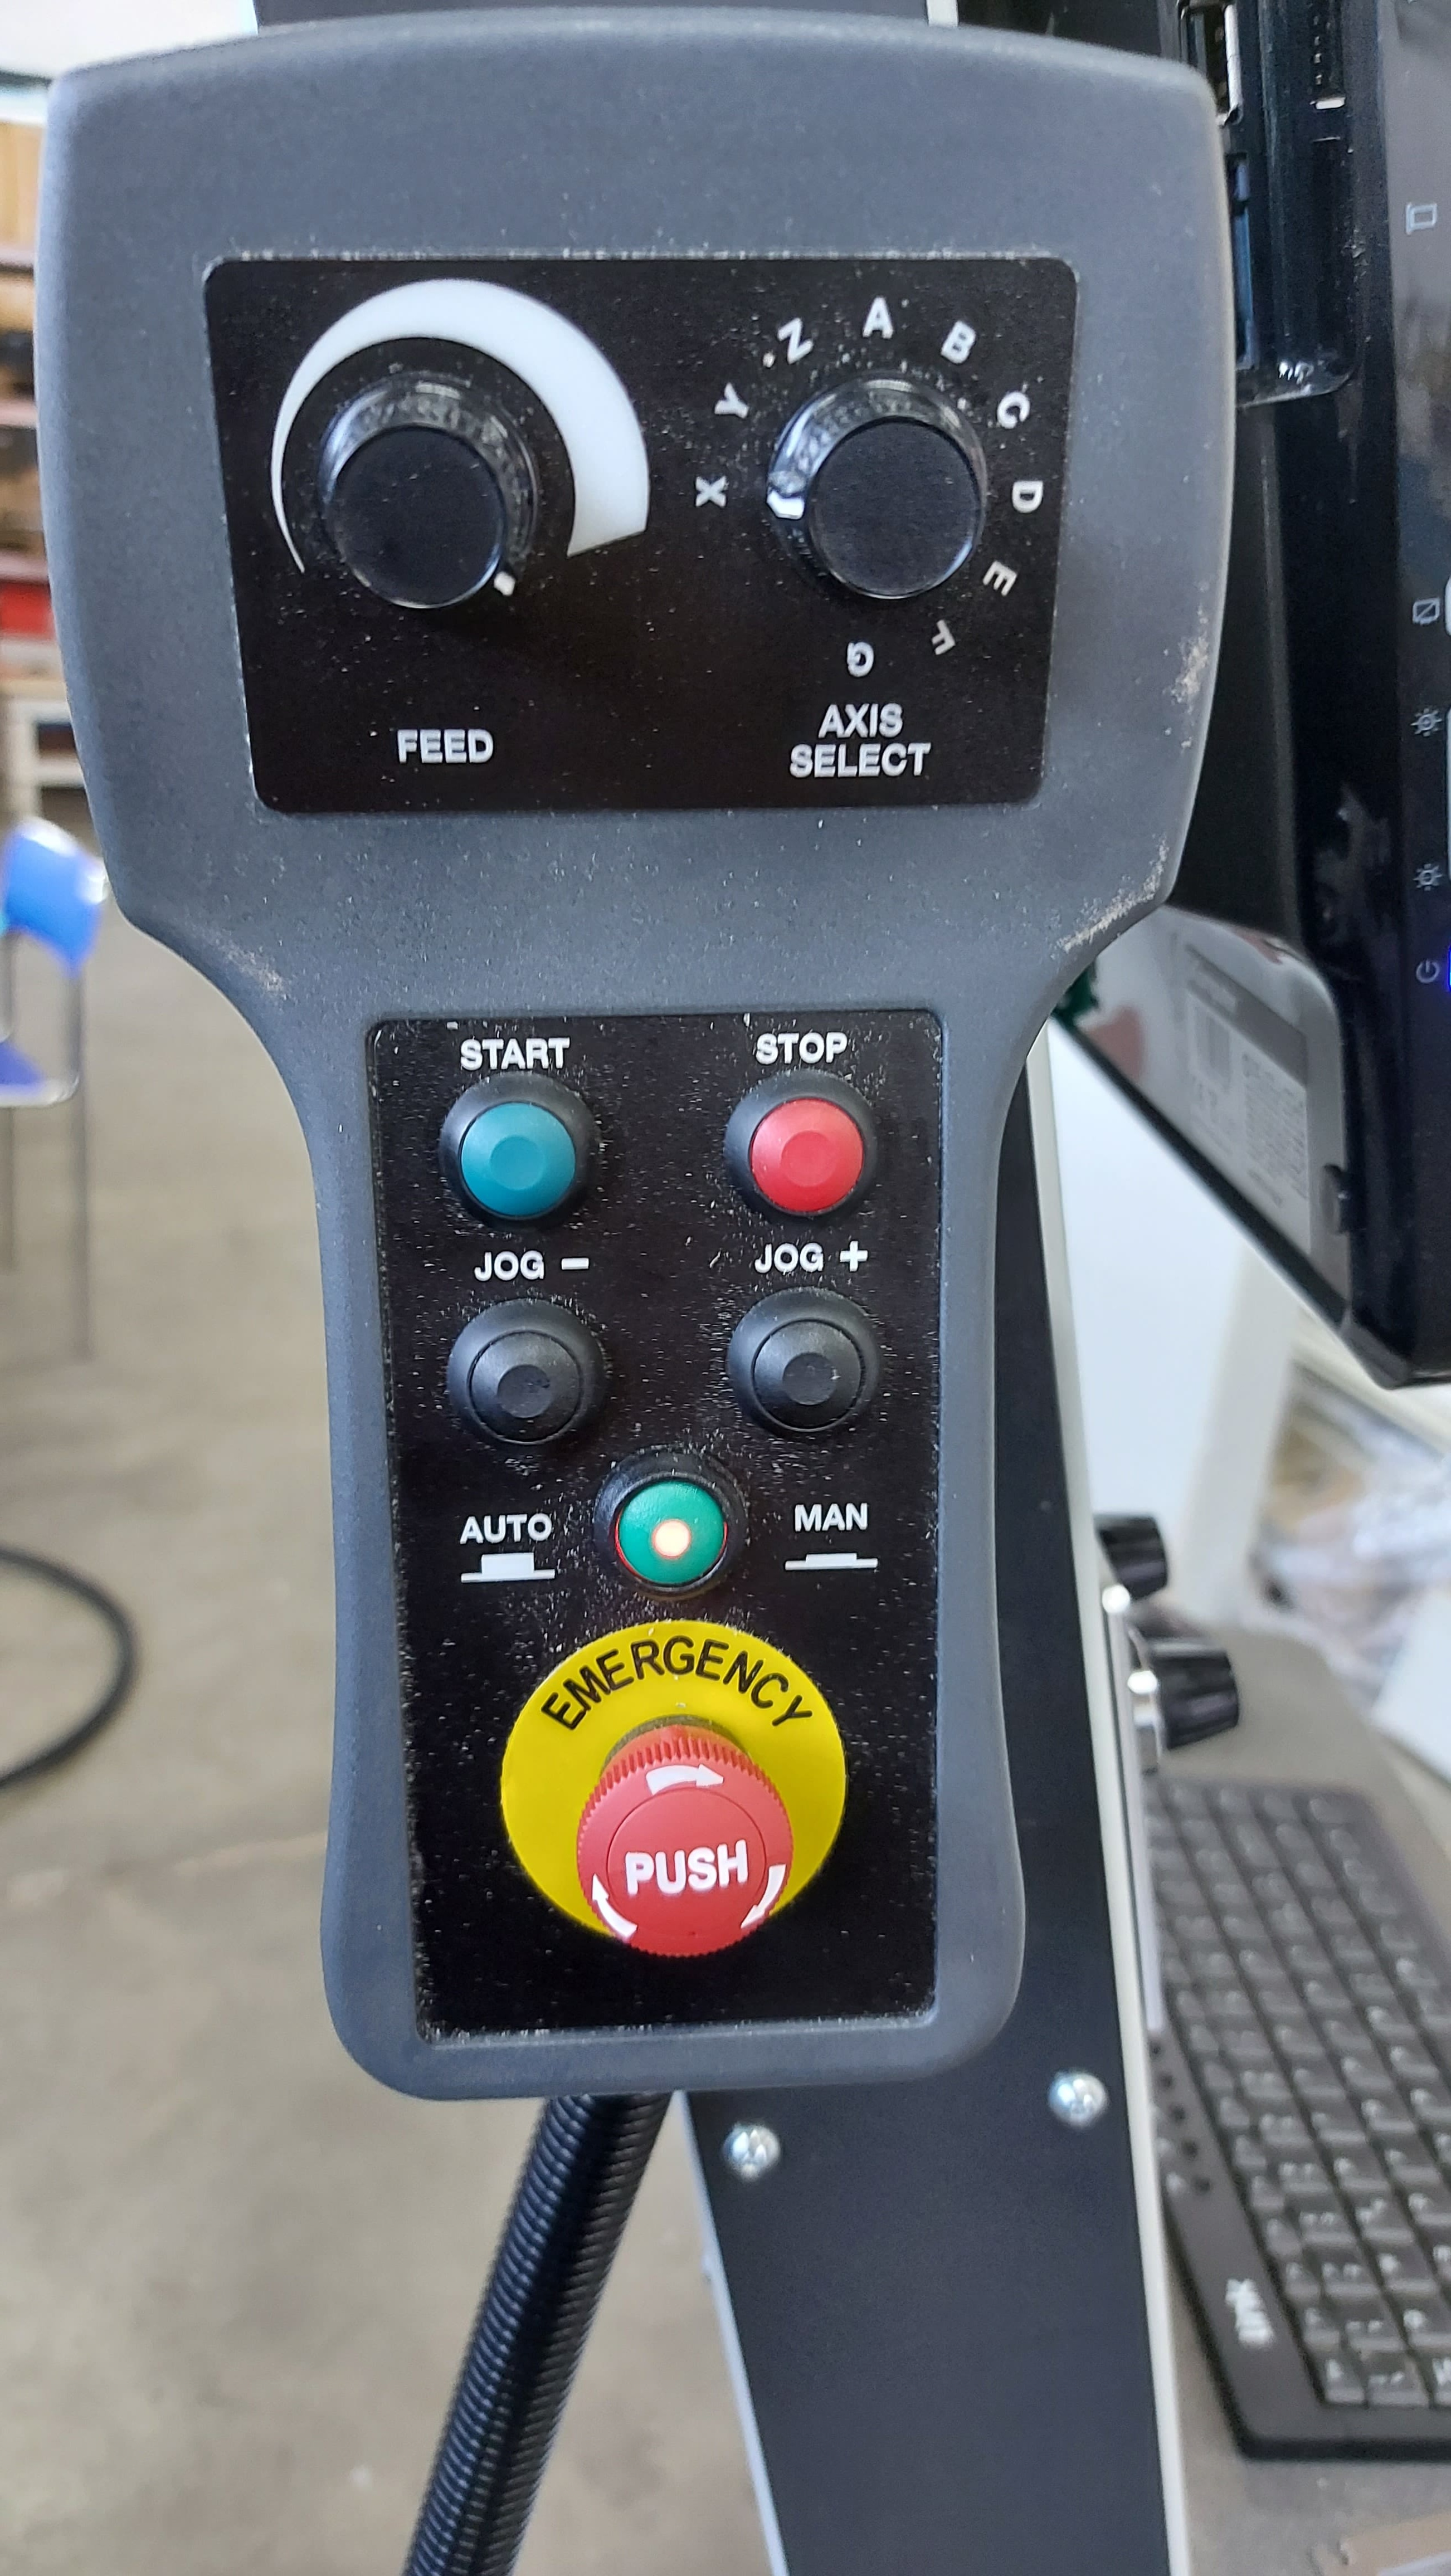 X
Y
Z
A
B
C
D
E
F
G
FEED
AXIS
SELECT
START
STOP
JOG −
JOG +
AUTO
MAN
EMERGENCY
PUSH